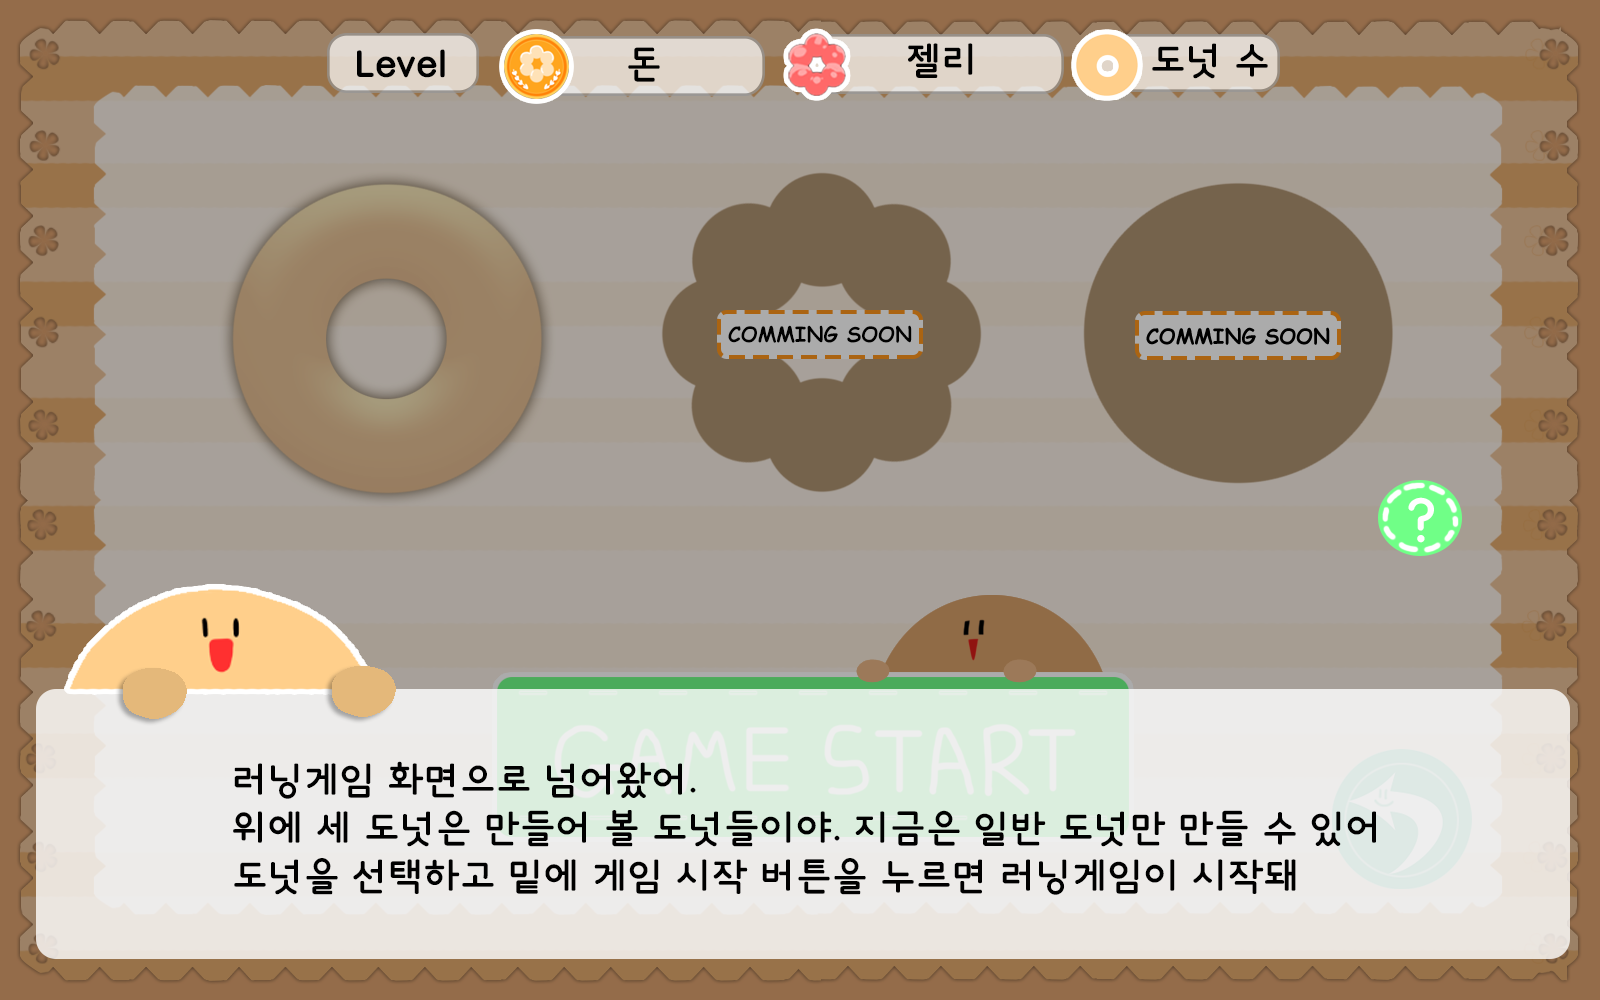 Level 돈 젤리 도넛 수
COMMING SOON
COMMING SOON
?
GAME START
러닝게임 화면으로 넘어왔어.
위에 세 도넛은 만들어 볼 도넛들이야. 지금은 일반 도넛만 만들 수 있어
도넛을 선택하고 밑에 게임 시작 버튼을 누르면 러닝게임이 시작돼